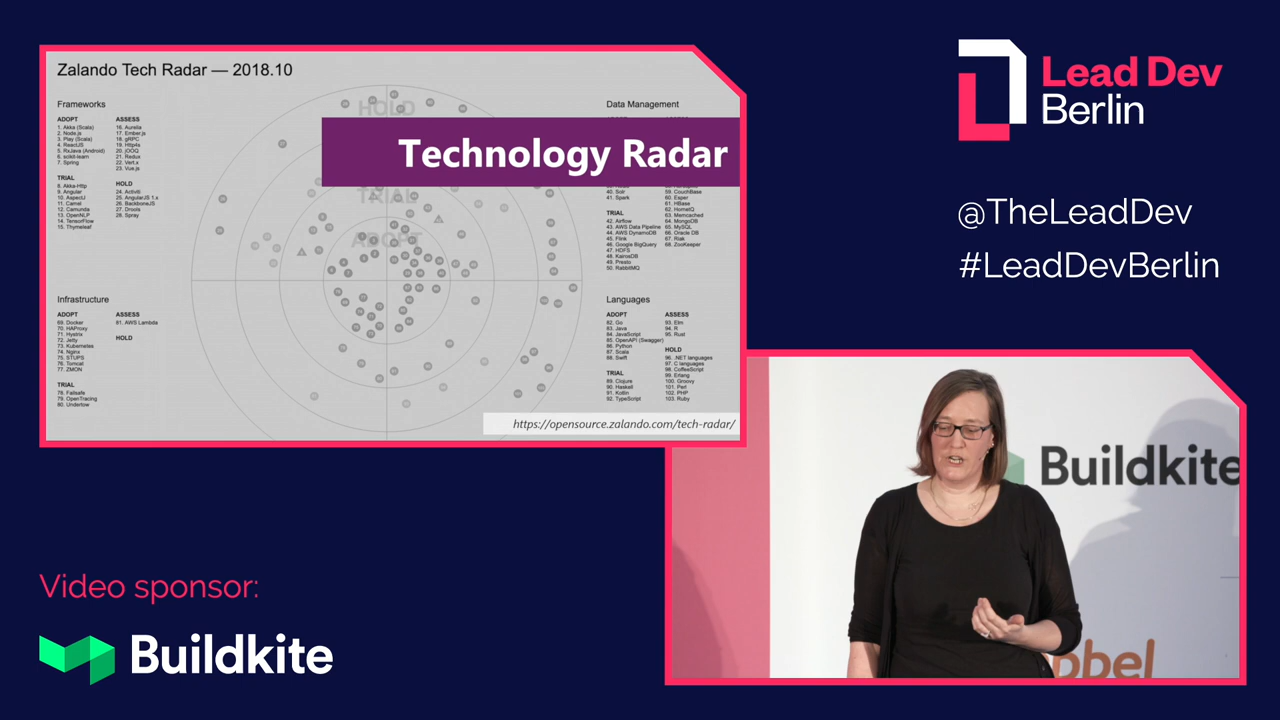 Zalando Tech Radar — 2018.10
Frameworks
ADOPT
1. Akka (Scala)
2. Node.js
3. Play (Scala)
4. ReactJS
5. RxJava (Android)
6. scikit-learn
7. Spring
TRIAL
8. Akka-Http
9. Angular
10. AspectJ
11. Camel
12. Camunda
13. OpenNLP
14. TensorFlow
15. Thymeleaf
ASSESS
16. Aurelia
17. Ember.js
18. gRPC
19. Http4s
20. jOOQ
21. Redux
22. Vert.x
23. Vue.js
HOLD
24. Activiti
25. AngularJS 1.x
26. BackboneJS
27. Drools
28. Spray
HOLD
TRIAL
ADOPT
Technology Radar
Data Management
40. Solr
41. Spark
TRIAL
42. Airflow
43. AWS Data Pipeline
44. AWS DynamoDB
45. Flink
46. Google BigQuery
47. HDFS
48. KairosDB
49. Presto
50. RabbitMQ
59. CouchBase
60. Esper
61. HBase
62. HornetQ
63. Memcached
64. MongoDB
65. MySQL
66. Oracle DB
67. Riak
68. ZooKeeper
Infrastructure
ADOPT
69. Docker
70. HAProxy
71. Hystrix
72. Jetty
73. Kubernetes
74. Nginx
75. STUPS
76. Tomcat
77. ZMON
TRIAL
78. Failsafe
79. OpenTracing
80. Undertow
ASSESS
81. AWS Lambda
HOLD
Languages
ADOPT
82. Go
83. Java
84. JavaScript
85. OpenAPI (Swagger)
86. Python
87. Scala
88. Swift
TRIAL
89. Clojure
90. Haskell
91. Kotlin
92. TypeScript
ASSESS
93. Elm
94. R
95. Rust
HOLD
96. .NET languages
97. C languages
98. CoffeeScript
99. Erlang
100. Groovy
101. Perl
102. PHP
103. Ruby
https://opensource.zalando.com/tech-radar/
Lead Dev
Berlin
@TheLeadDev
#LeadDevBerlin
Buildkite
Video sponsor:
Buildkite